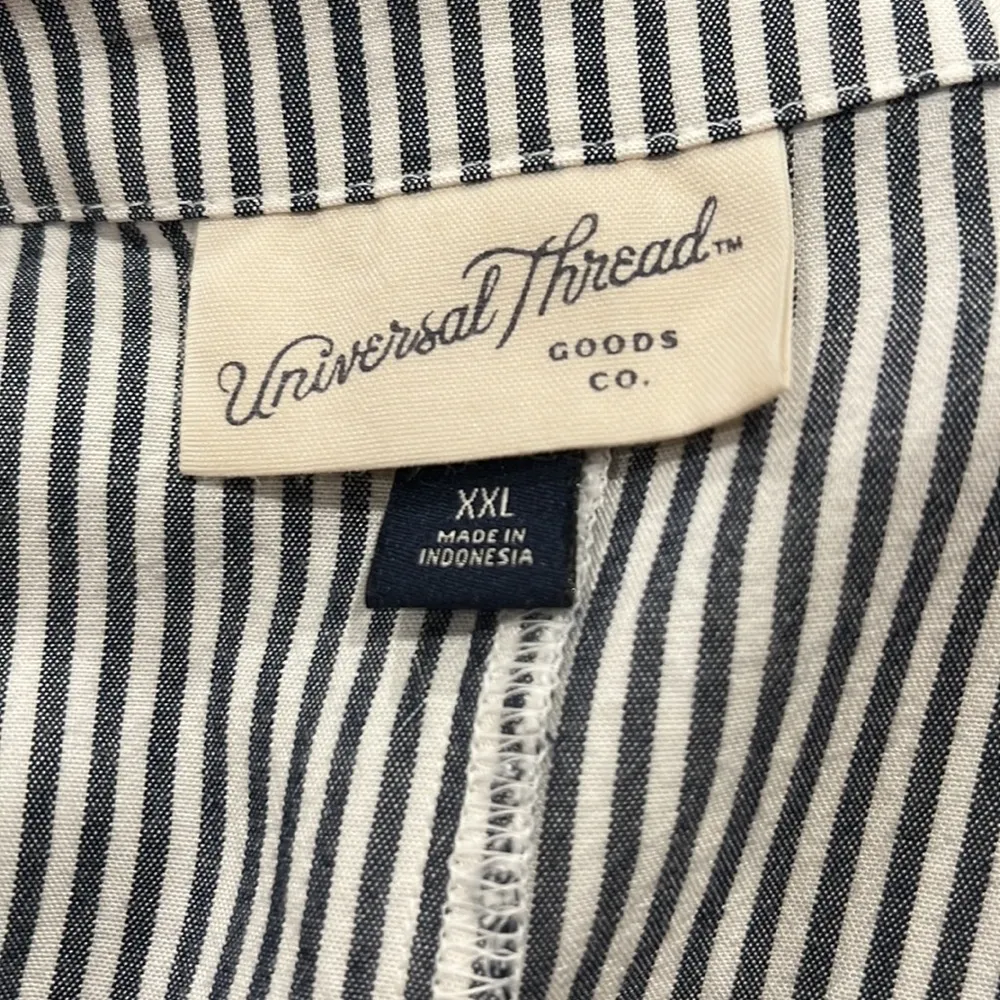 Universal Thread™
GOODS
CO.
XXL
MADE IN
INDONESIA